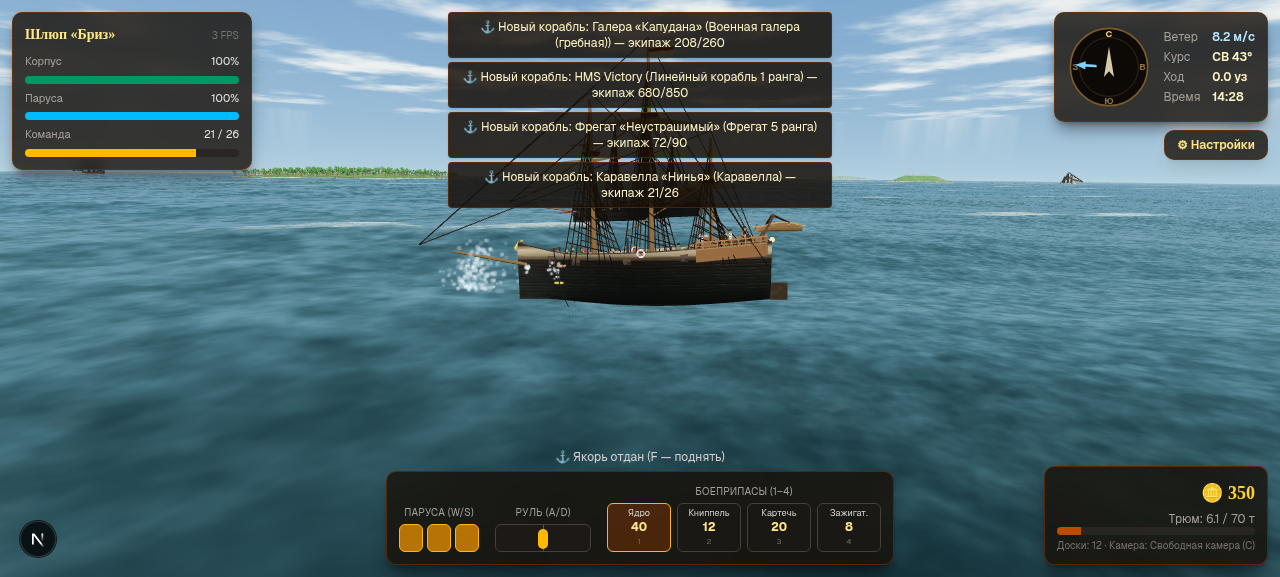 Шлюп «Бриз»
3 FPS
Корпус 100%
Паруса 100%
Команда 21 / 26
⚓ Новый корабль: Галера «Капудана» (Военная галера
(гребная)) — экипаж 208/260
⚓ Новый корабль: HMS Victory (Линейный корабль 1 ранга) —
экипаж 680/850
⚓ Новый корабль: Фрегат «Неустрашимый» (Фрегат 5 ранга)
— экипаж 72/90
⚓ Новый корабль: Каравелла «Нинья» (Каравелла) —
экипаж 21/26
С
З
В
Ю
Ветер 8.2 м/с
Курс СВ 43°
Ход 0.0 уз
Время 14:28
⚙ Настройки
⚓ Якорь отдан (F — поднять)
ПАРУСА (W/S)
РУЛЬ (A/D)
БОЕПРИПАСЫ (1–4)
Ядро
40
1
Книппель
12
2
Картечь
20
3
Зажигат.
8
4
🪙 350
Трюм: 6.1 / 70 т
Доски: 12 · Камера: Свободная камера (C)
N